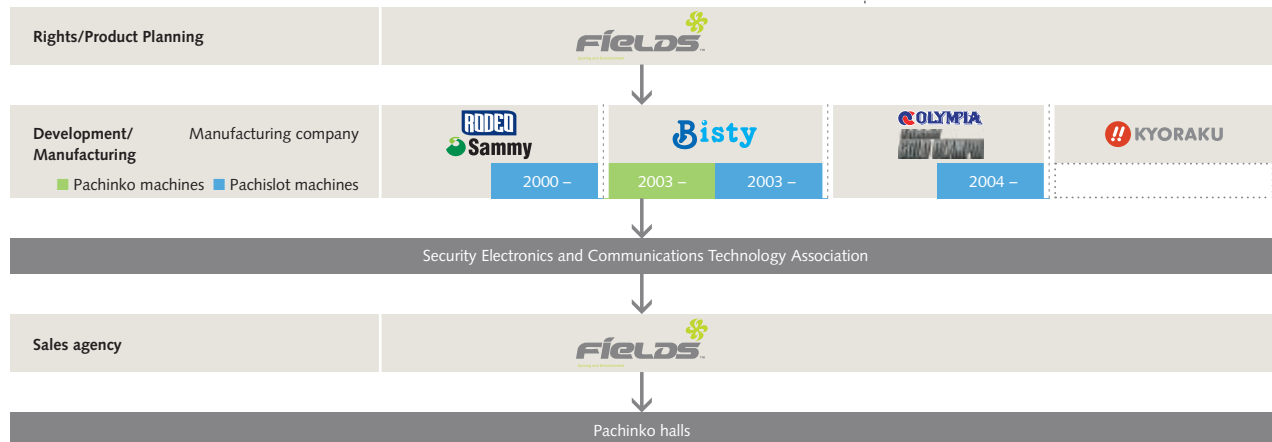 Rights/Product Planning
FIELDS
Development/
Manufacturing
Manufacturing company
Pachinko machines
Pachislot machines
RODEO
Sammy
Bisty
OLYMPIA
KYORAKU
2000 –
2003 –
2003 –
2004 –
Security Electronics and Communications Technology Association
Sales agency
FIELDS
Pachinko halls